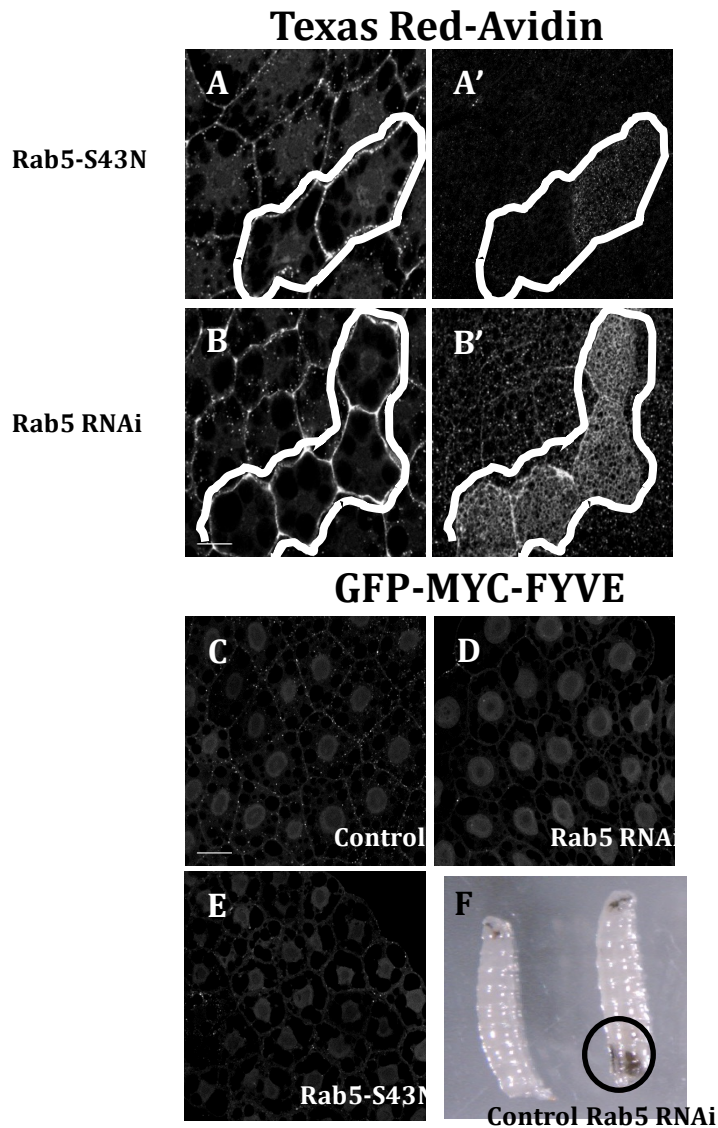 Texas Red-Avidin
A
A'
Rab5-S43N
B
B'
Rab5 RNAi
GFP-MYC-FYVE
C
D
Control
Rab5 RNAi
E
F
Rab5-S43N
Control Rab5 RNAi